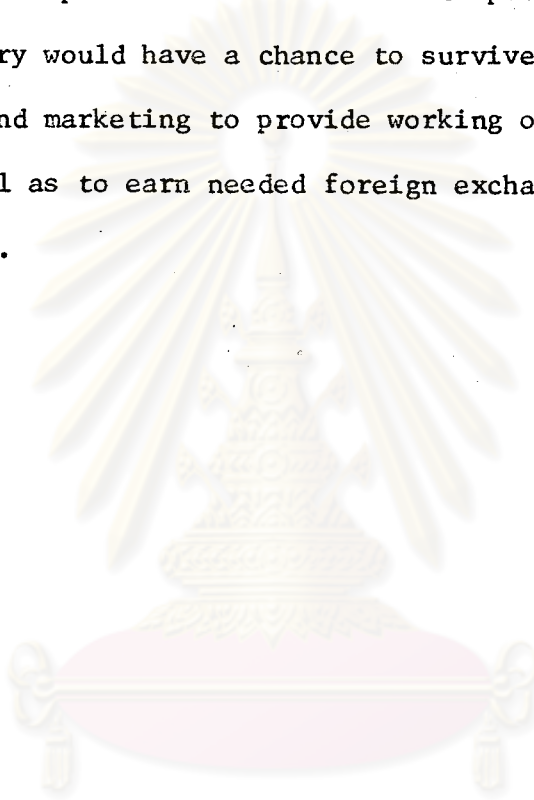 ry would have a chance to survive
nd marketing to provide working o
l as to earn needed foreign excha
.